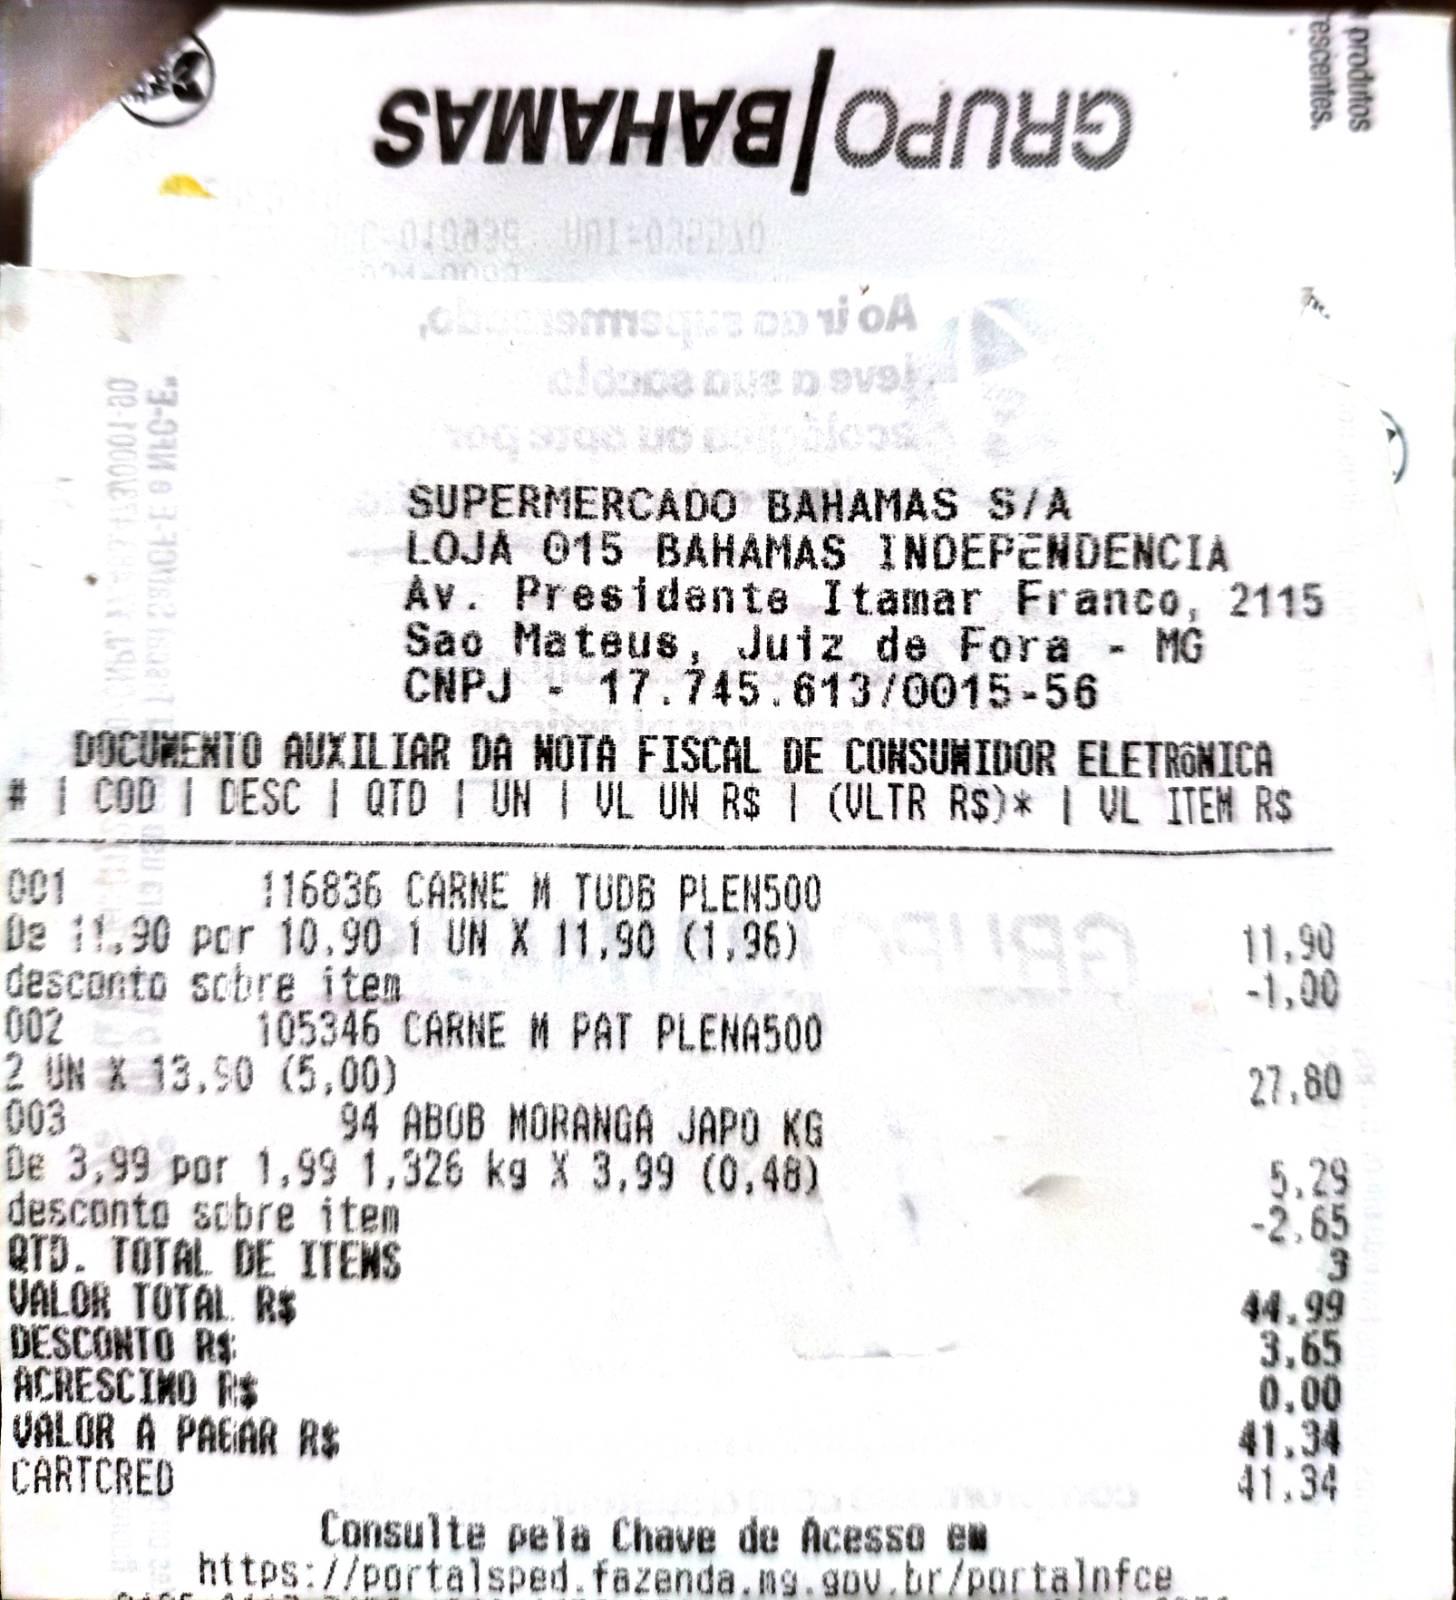 produtos
escentes.
GRUPO/BAHAMAS
SUPERMERCADO BAHAMAS S/A
LOJA 015 BAHAMAS INDEPENDENCIA
Av. Presidente Itamar Franco, 2115
Sao Mateus, Juiz de Fora - MG
CNPJ - 17.745.613/0015-56
DOCUMENTO AUXILIAR DA NOTA FISCAL DE CONSUMIDOR ELETRôNICA
# | COD | DESC | QTD | UN | VL UN R$ | (VLTR R$)* | VL ITEM R$
001 116836 CARNE M TUDB PLEN500
De 11,90 por 10,90 1 UN X 11,90 (1,96) 11,90
desconto sobre item -1,00
002 105346 CARNE M PAT PLENA500
2 UN X 13,90 (5,00) 27,80
003 94 ABOB MORANGA JAPO KG
De 3,99 por 1,99 1,326 kg X 3,99 (0,48) 5,29
desconto sobre item -2,65
QTD. TOTAL DE ITENS 3
VALOR TOTAL R$ 44,99
DESCONTO R$ 3,65
ACRESCIMO R$ 0,00
VALOR A PAGAR R$ 41,34
CARTCRED 41,34
Consulte pela Chave de Acesso em
https://portalsped.fazenda.mg.gov.br/portalnfce